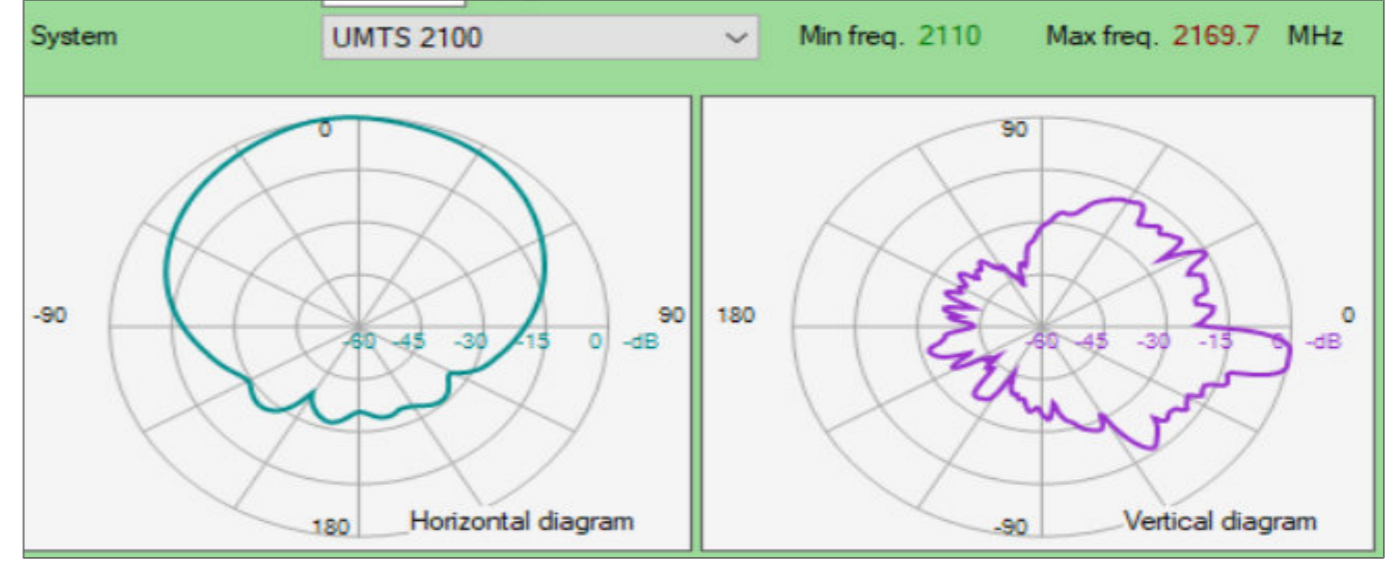 System UMTS 2100 Min freq. 2110 Max freq. 2169.7 MHz
0
-90 90
-60 -45 -30 -15 0 -dB
180 Horizontal diagram
90
180 0
-60 -45 -30 -15 0 -dB
-90 Vertical diagram